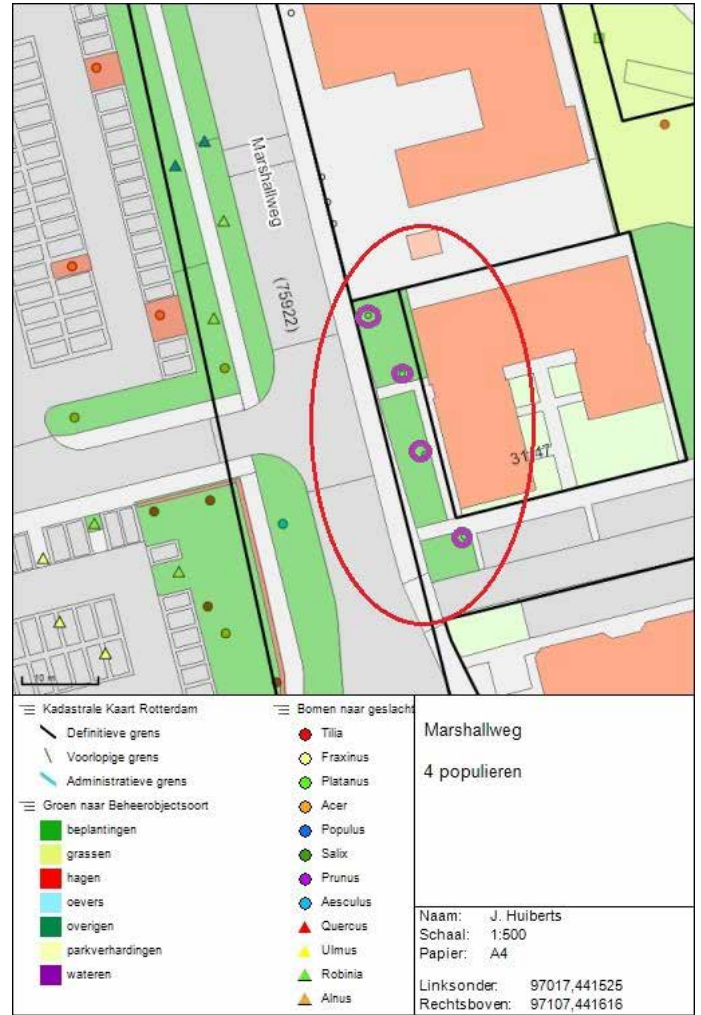 Marshallweg
(75922)
31 47
10 m
Kadastrale Kaart Rotterdam
Definitieve grens
Voorlopige grens
Administratieve grens
Groen naar Beheerobjectsoort
beplantingen
grassen
hagen
oevers
overigen
parkverhardingen
wateren
Bomen naar geslacht
Tilia
Fraxinus
Platanus
Acer
Populus
Salix
Prunus
Aesculus
Quercus
Ulmus
Robinia
Alnus
Marshallweg
4 populieren
Naam: J. Huiberts
Schaal: 1:500
Papier: A4
Linksonder: 97017,441525
Rechtsboven: 97107,441616